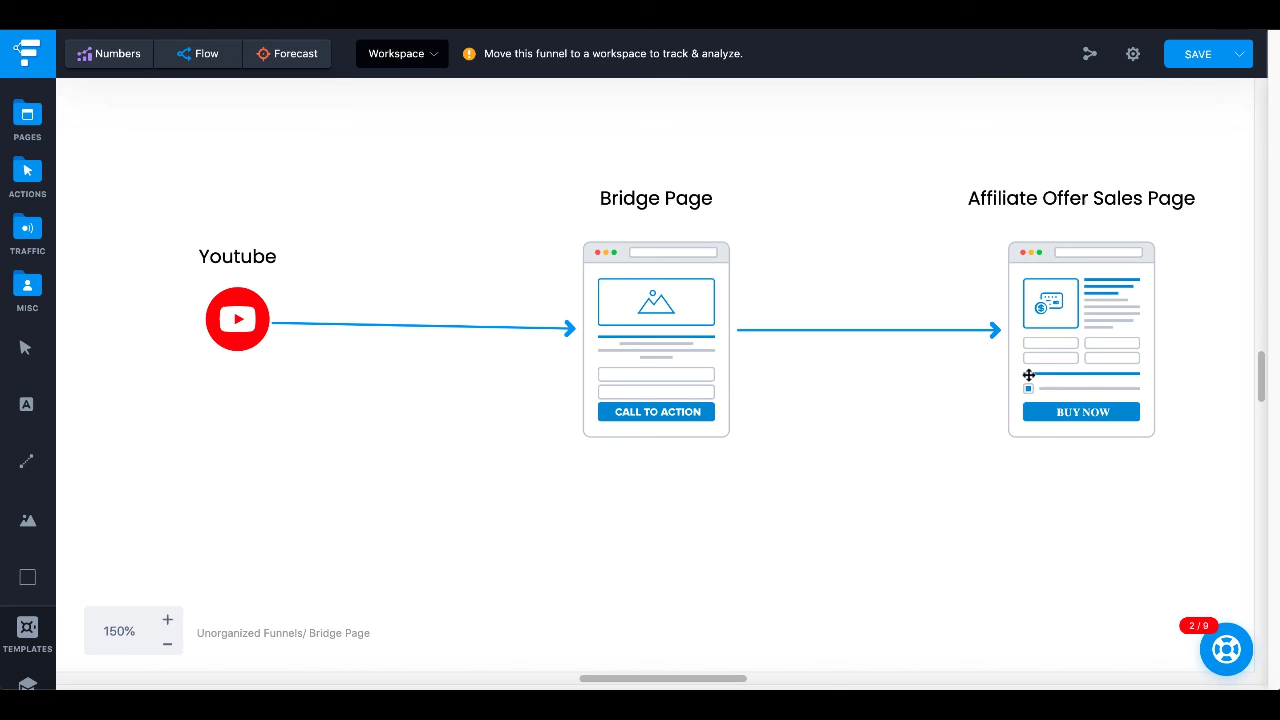 Numbers
Flow
Forecast
Workspace
Move this funnel to a workspace to track & analyze.
SAVE
PAGES
ACTIONS
TRAFFIC
MISC
TEMPLATES
Youtube
Bridge Page
CALL TO ACTION
Affiliate Offer Sales Page
BUY NOW
150%
Unorganized Funnels/ Bridge Page
2 / 9